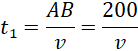 t₁ = AB/v = 200/v